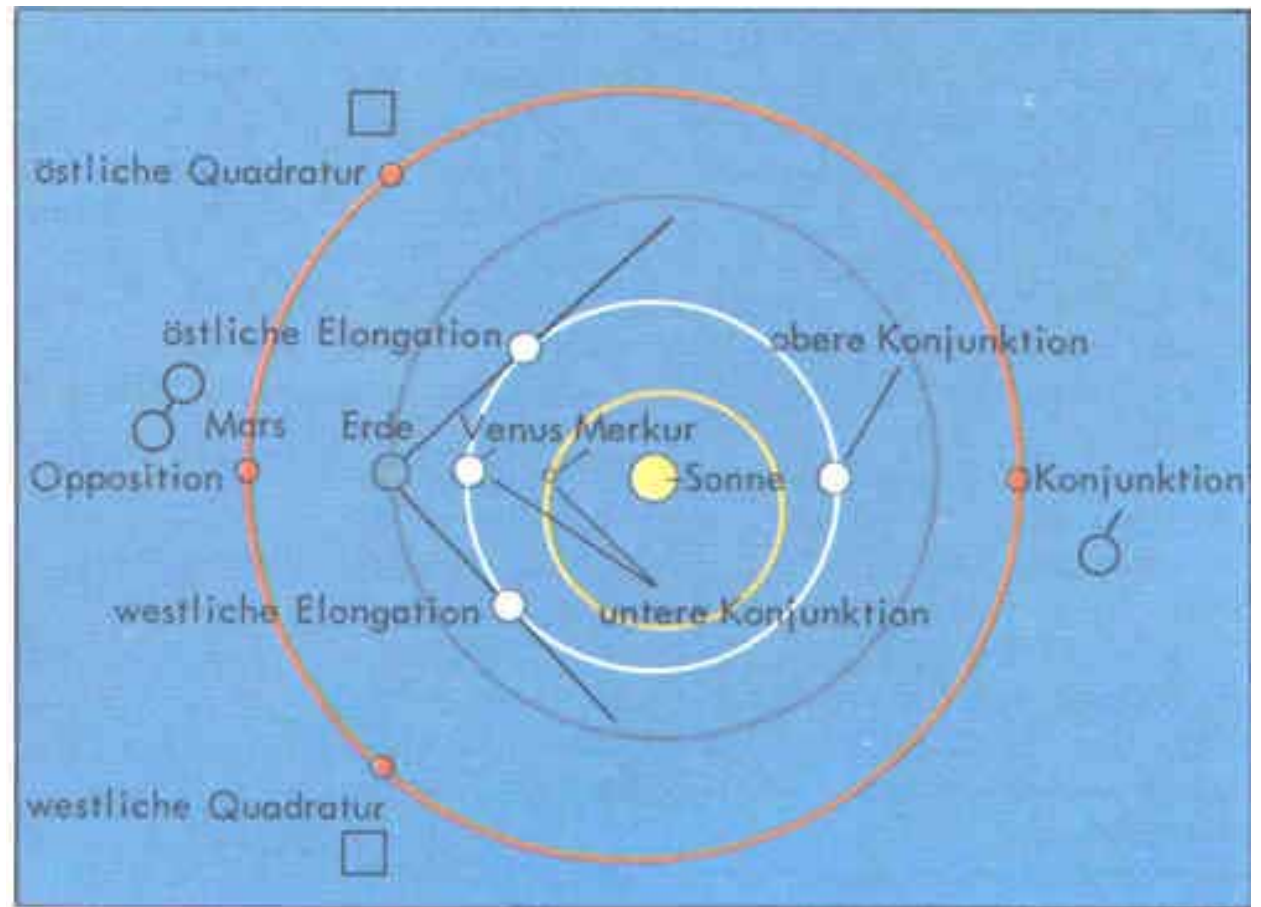 östliche Quadratur
östliche Elongation
obere Konjunktion
Mars Erde Venus Merkur
Opposition
Sonne
Konjunktion
westliche Elongation
untere Konjunktion
westliche Quadratur